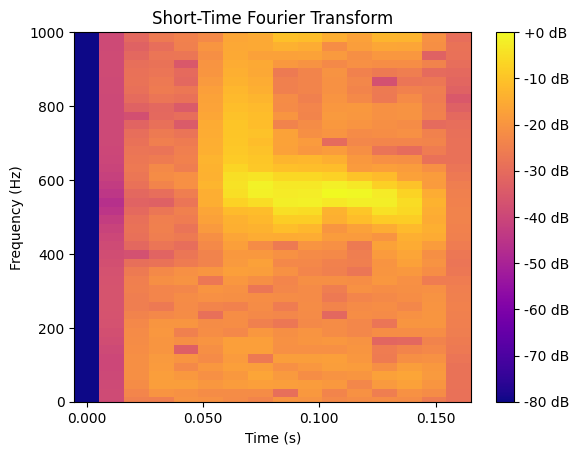 Short-Time Fourier Transform
1000
800
600
400
200
0
Frequency (Hz)
0.000
0.050
0.100
0.150
Time (s)
+0 dB
-10 dB
-20 dB
-30 dB
-40 dB
-50 dB
-60 dB
-70 dB
-80 dB